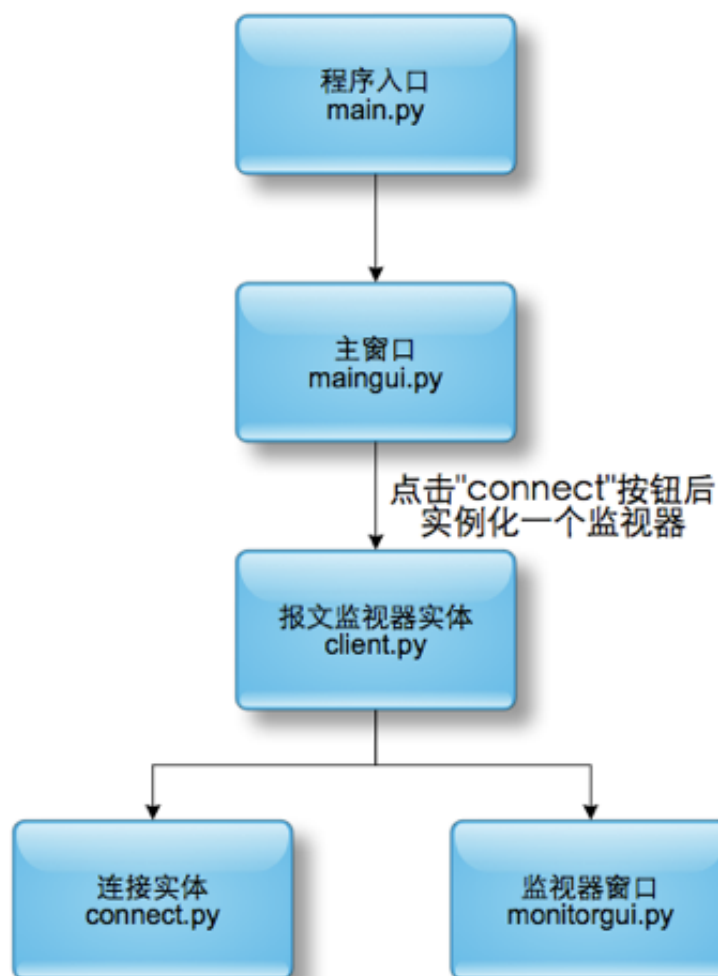 程序入口
main.py
主窗口
maingui.py
点击"connect"按钮后
实例化一个监视器
报文监视器实体
client.py
连接实体
connect.py
监视器窗口
monitorgui.py